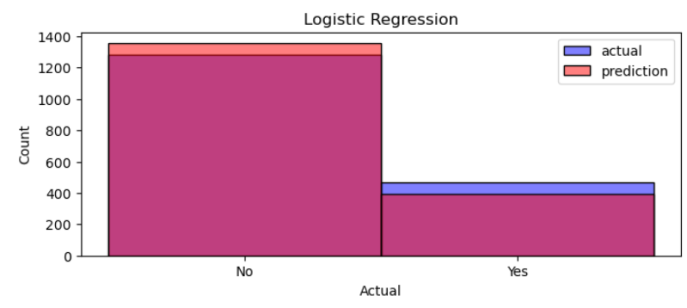 Logistic Regression
1400
1200
1000
800
600
400
200
0
Count
actual
prediction
No
Yes
Actual